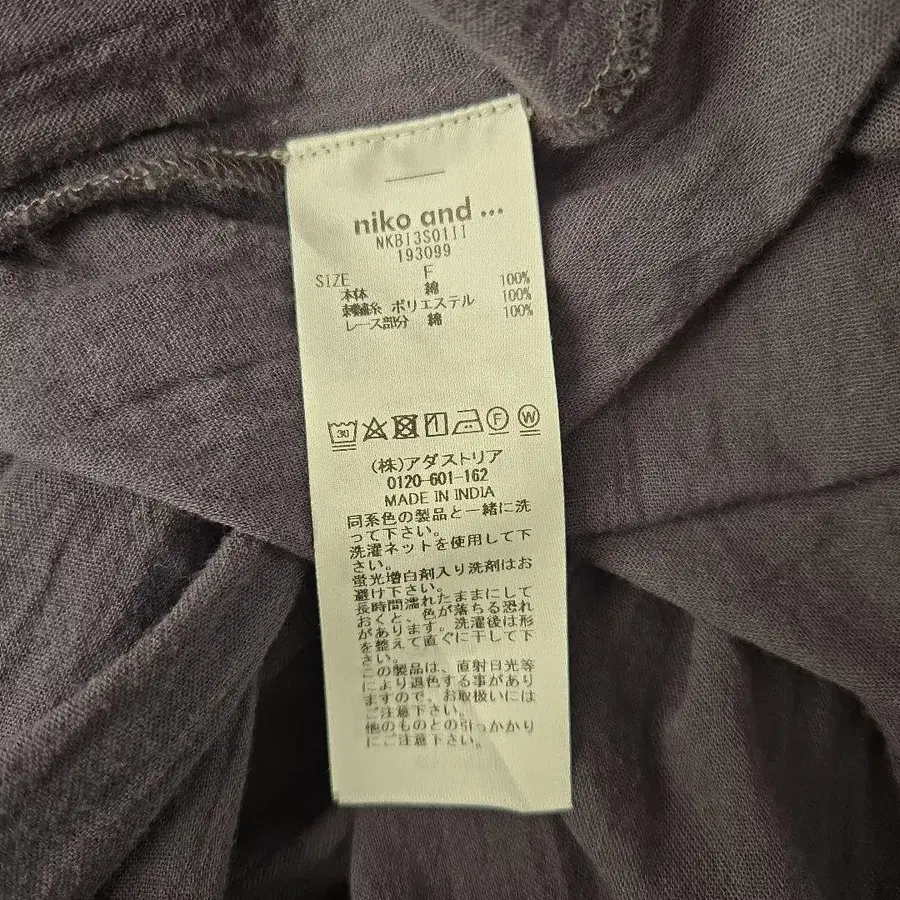 niko and ...
NKBI3S0111
193099
SIZE F
本体 綿 100%
刺繍糸 ポリエステル 100%
レース部分 綿 100%
30 F W
(株)アダストリア
0120-601-162
MADE IN INDIA
同系色の製品と一緒に洗
って下さい。
洗濯ネットを使用して下
さい。
蛍光増白剤入り洗剤はお
避け下さい。
長時間濡れたままにして
おくと、色が落ちる恐れ
があります。洗濯後は形
を整えて直ぐに干して下
さい。
この製品は、直射日光等
により退色する事があり
ますので、お取扱いには
ご注意下さい。
他のものとの引っかかり
にご注意下さい。